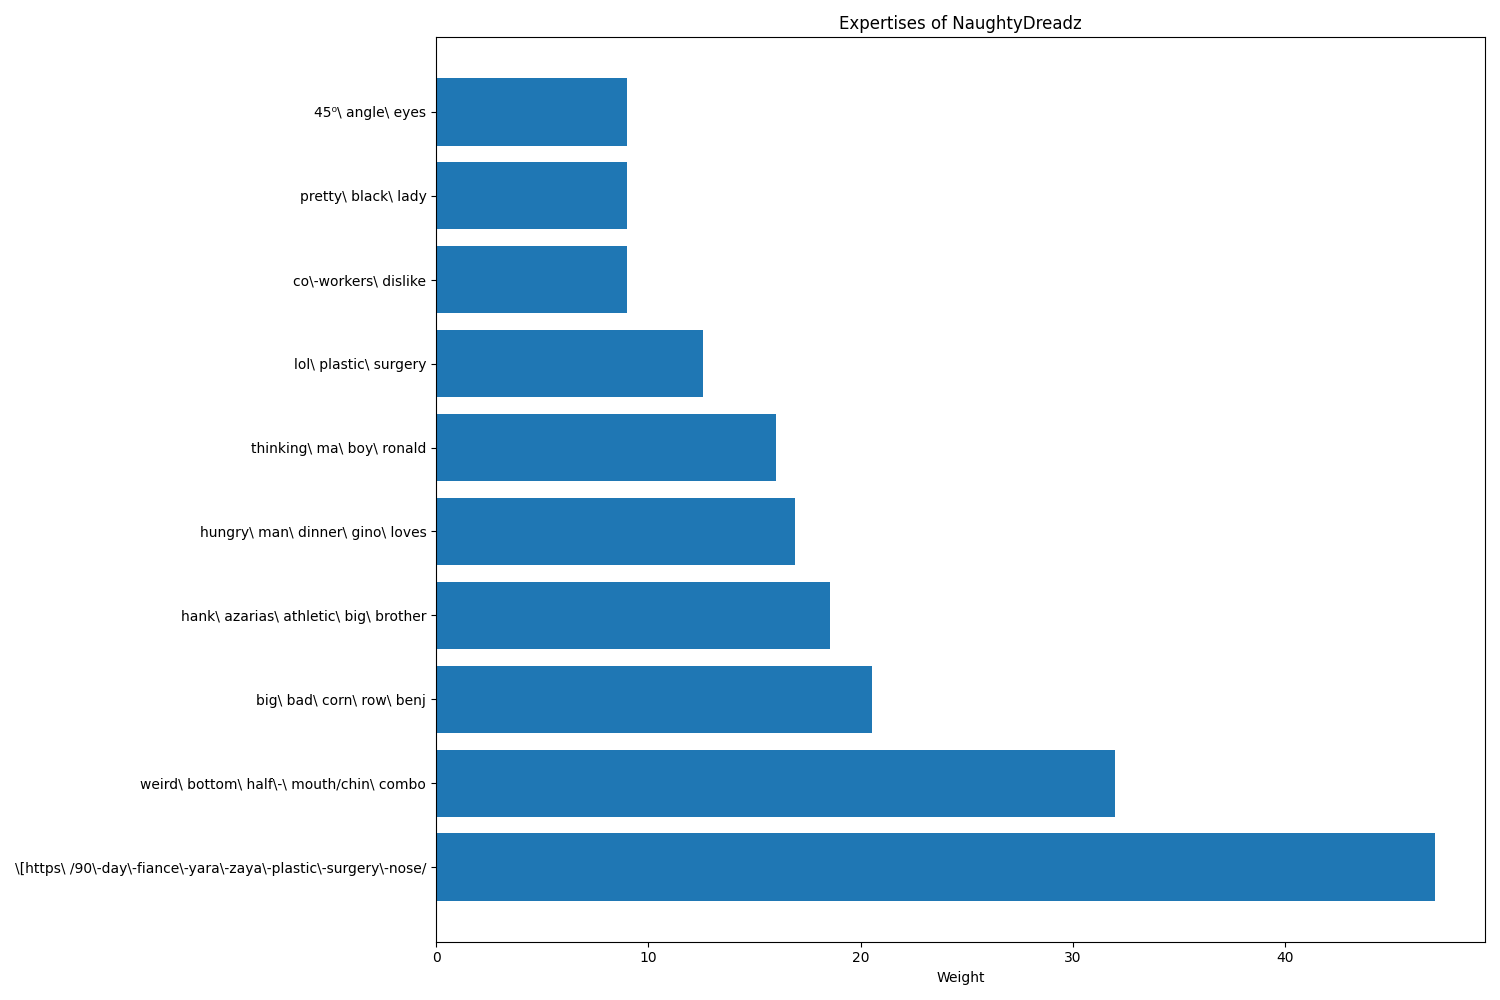 Expertises of NaughtyDreadz
45º\ angle\ eyes
pretty\ black\ lady
co\-workers\ dislike
lol\ plastic\ surgery
thinking\ ma\ boy\ ronald
hungry\ man\ dinner\ gino\ loves
hank\ azarias\ athletic\ big\ brother
big\ bad\ corn\ row\ benj
weird\ bottom\ half\-\ mouth/chin\ combo
\[https\ /90\-day\-fiance\-yara\-zaya\-plastic\-surgery\-nose/
0 10 20 30 40
Weight